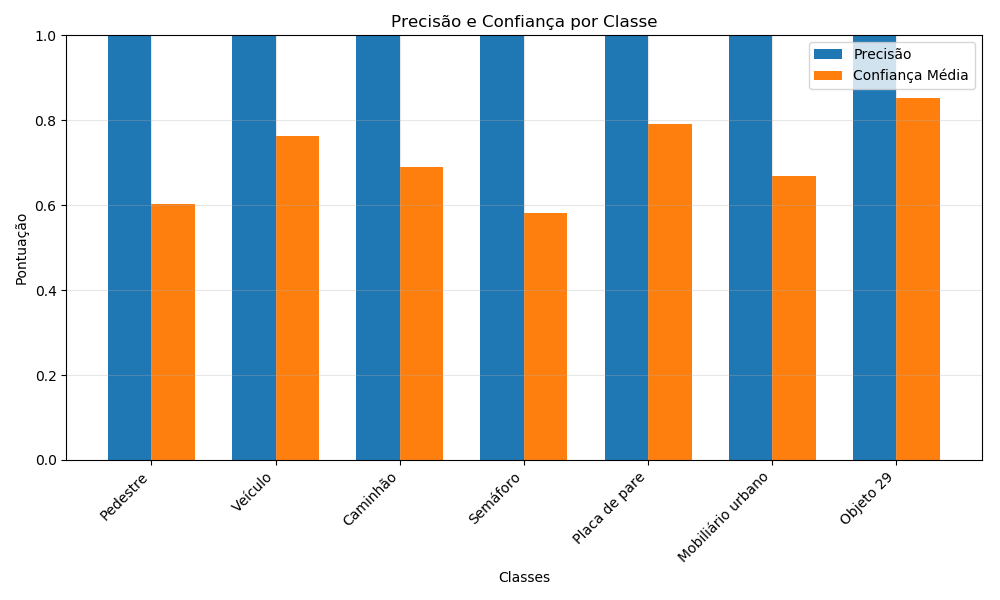 Precisão e Confiança por Classe
Precisão
Confiança Média
Pontuação
1.0
0.8
0.6
0.4
0.2
0.0
Pedestre
Veículo
Caminhão
Semáforo
Placa de pare
Mobiliário urbano
Objeto 29
Classes